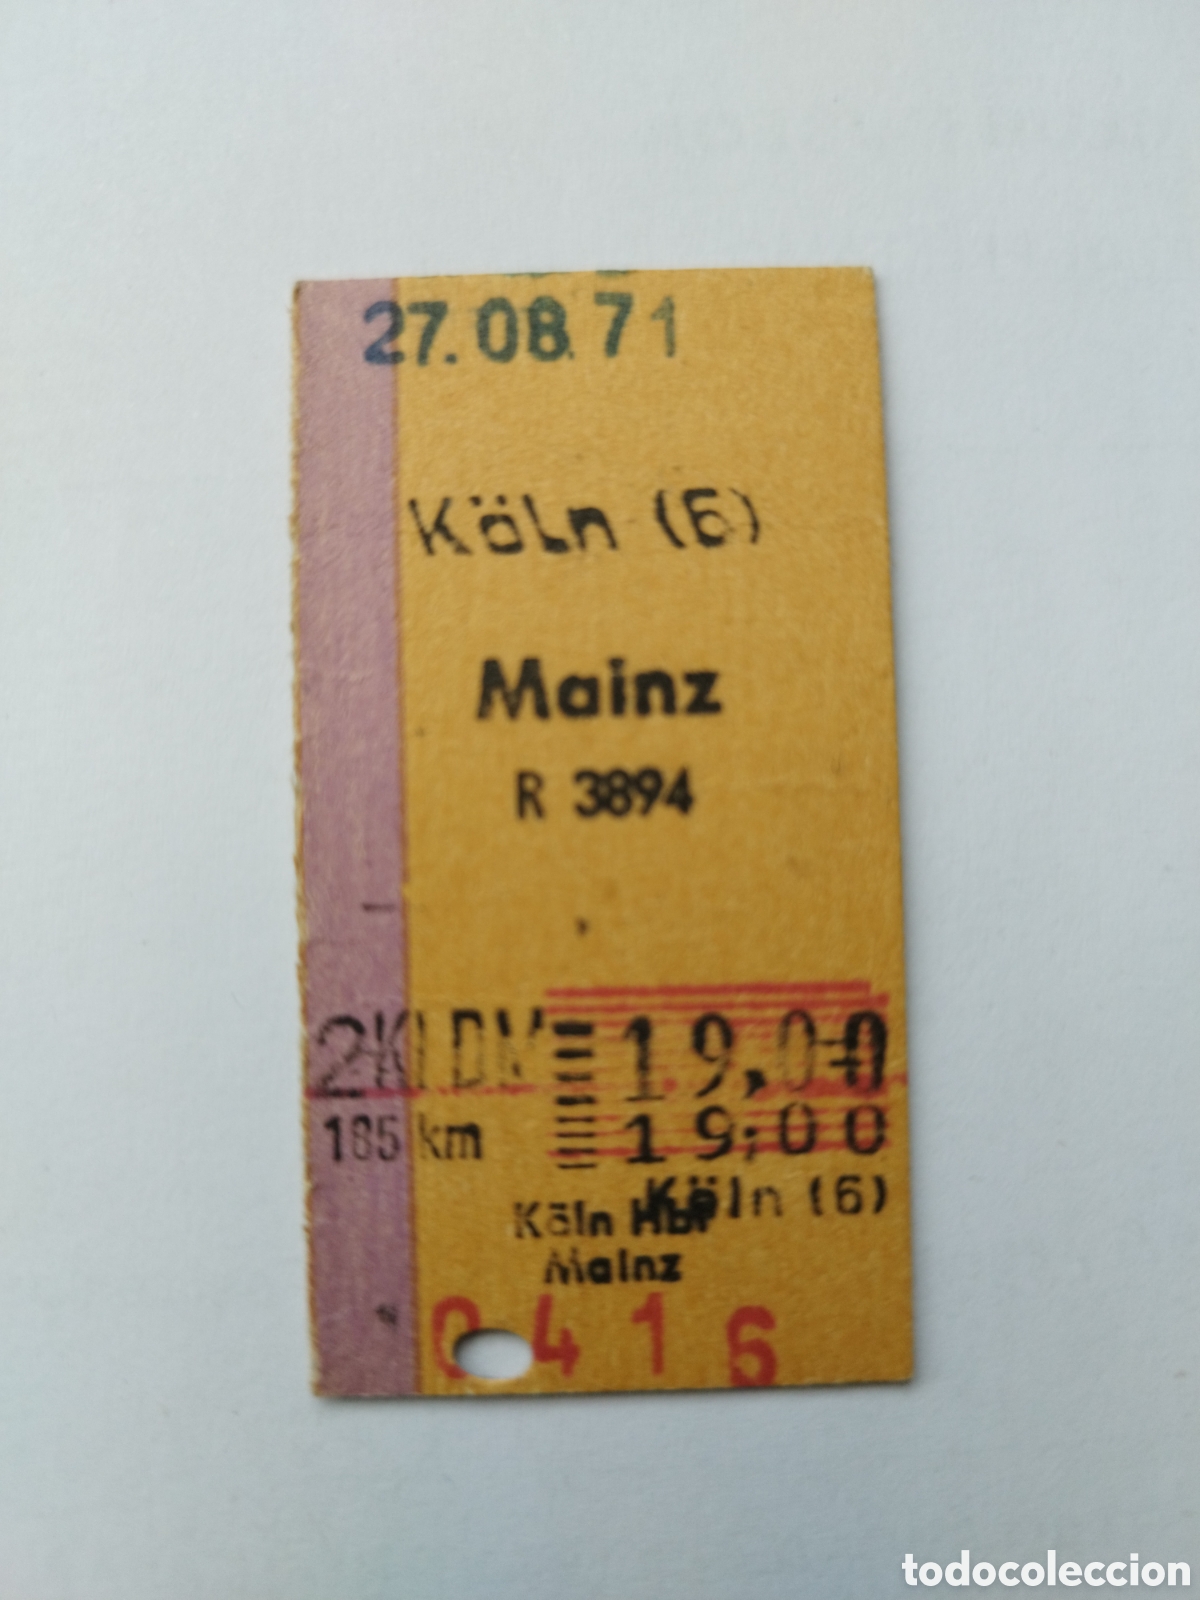 27.08.71
Köln (6)
Mainz
R 3894
2Kl DM 19,00
185 km 19,00
Köln (6)
Köln Hbf
Mainz
0416
todocoleccion